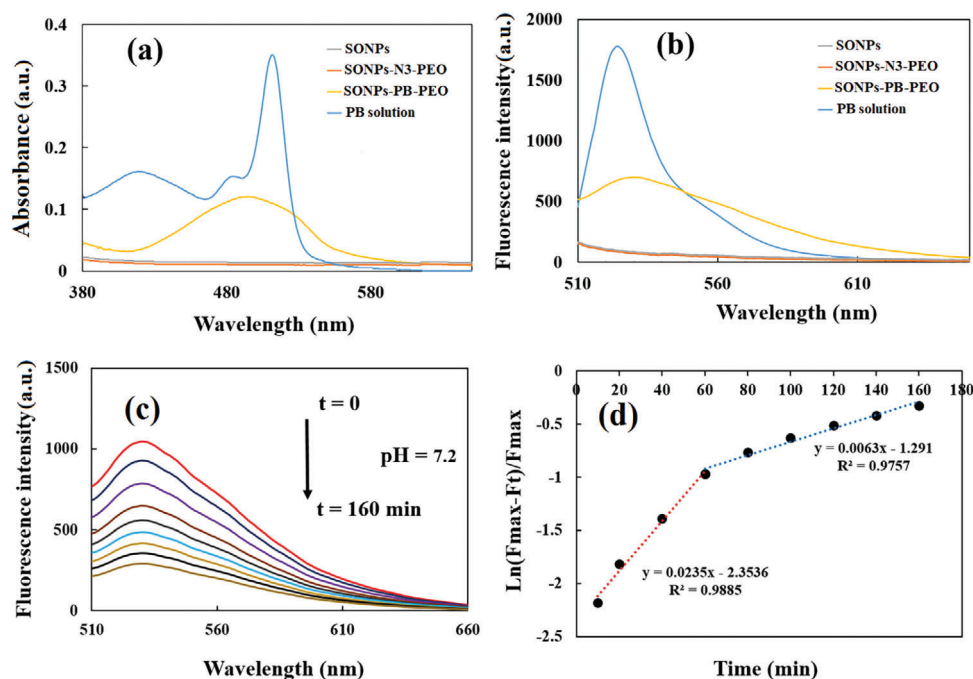 (a)
Absorbance (a.u.)
0.4
0.3
0.2
0.1
0
380
480
580
Wavelength (nm)
SONPs
SONPs-N3-PEO
SONPs-PB-PEO
PB solution
(b)
Fluorescence intensity (a.u.)
2000
1500
1000
500
0
510
560
610
Wavelength (nm)
SONPs
SONPs-N3-PEO
SONPs-PB-PEO
PB solution
(c)
Fluorescence intensity (a.u.)
1500
1000
500
0
510
560
610
660
Wavelength (nm)
t = 0
pH = 7.2
t = 160 min
0 20 40 60 80 100 120 140 160 180
(d)
Ln(Fmax-Ft)/Fmax
-0.5
-1
-1.5
-2
-2.5
y = 0.0063x - 1.291
R² = 0.9757
y = 0.0235x - 2.3536
R² = 0.9885
Time (min)